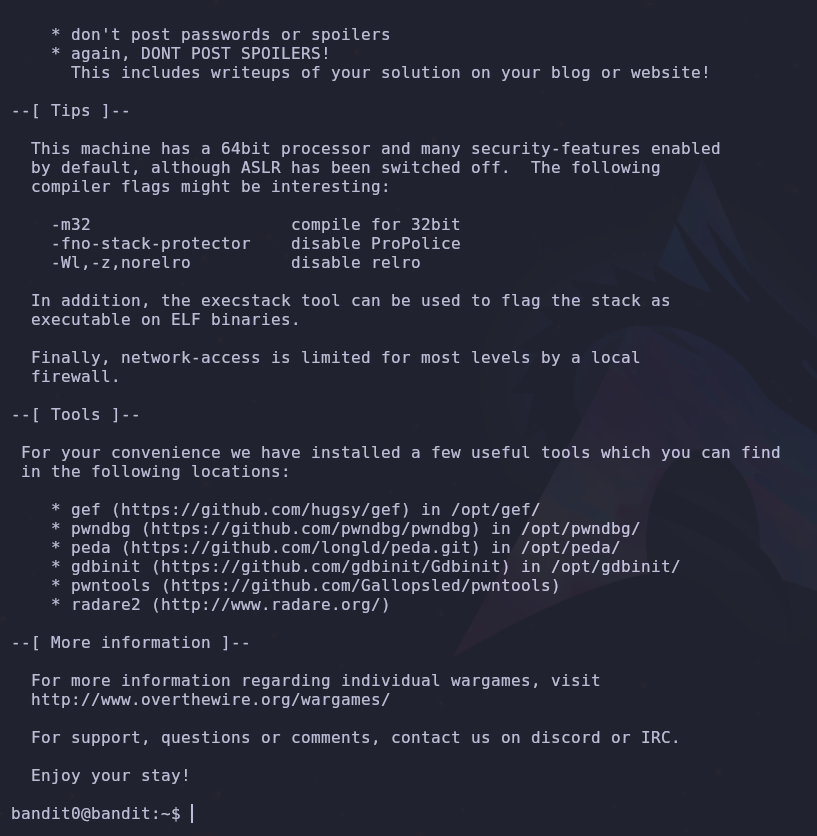 * don't post passwords or spoilers
* again, DONT POST SPOILERS!
This includes writeups of your solution on your blog or website!
--[ Tips ]--
This machine has a 64bit processor and many security-features enabled
by default, although ASLR has been switched off.  The following
compiler flags might be interesting:
-m32                    compile for 32bit
-fno-stack-protector    disable ProPolice
-Wl,-z,norelro          disable relro
In addition, the execstack tool can be used to flag the stack as
executable on ELF binaries.
Finally, network-access is limited for most levels by a local
firewall.
--[ Tools ]--
For your convenience we have installed a few useful tools which you can find
in the following locations:
* gef (https://github.com/hugsy/gef) in /opt/gef/
* pwndbg (https://github.com/pwndbg/pwndbg) in /opt/pwndbg/
* peda (https://github.com/longld/peda.git) in /opt/peda/
* gdbinit (https://github.com/gdbinit/Gdbinit) in /opt/gdbinit/
* pwntools (https://github.com/Gallopsled/pwntools)
* radare2 (http://www.radare.org/)
--[ More information ]--
For more information regarding individual wargames, visit
http://www.overthewire.org/wargames/
For support, questions or comments, contact us on discord or IRC.
Enjoy your stay!
bandit0@bandit:~$